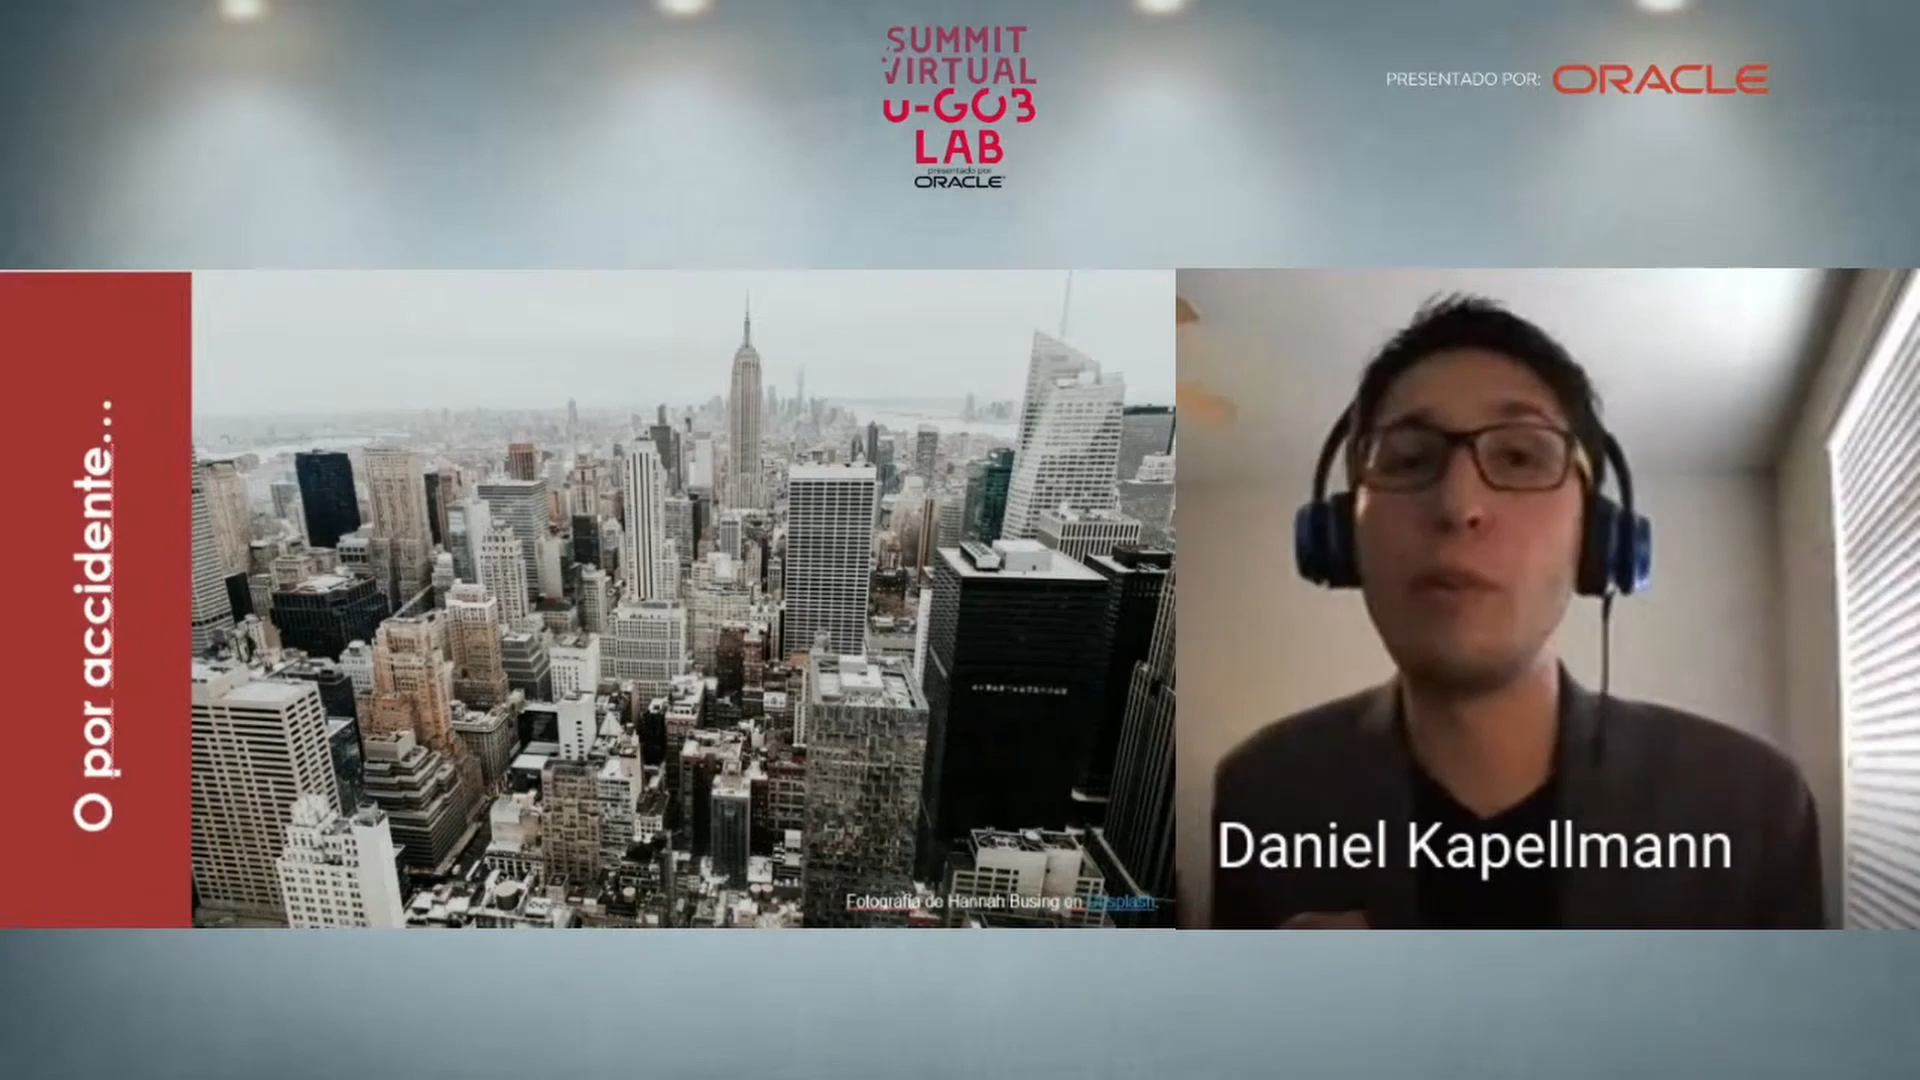 SUMMIT
VIRTUAL
u-GOB
LAB
presentado por
ORACLE
PRESENTADO POR: ORACLE
O por accidente...
Fotografía de Hannah Busing en Unsplash.
Daniel Kapellmann